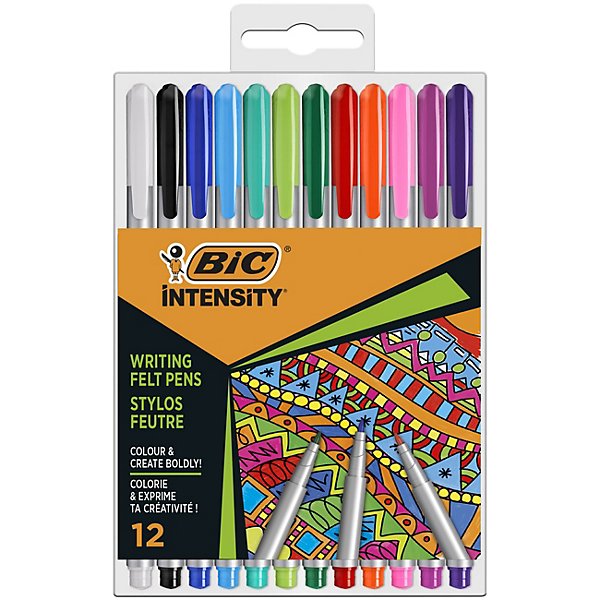 BiC®
iNTENSiTY®
WRITING
FELT PENS
STYLOS
FEUTRE
COLOUR &
CREATE BOLDLY!
COLORIE
& EXPRIME
TA CRÉATIVITÉ !
12